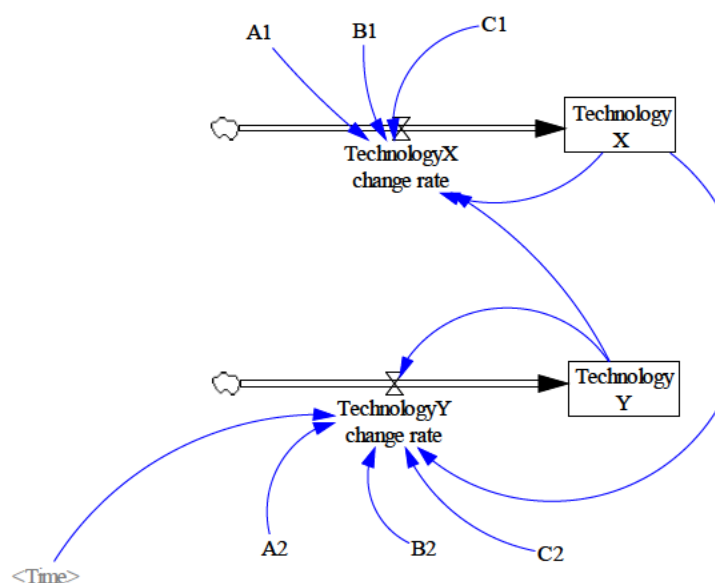 A1
B1
C1
Technology
X
TechnologyX
change rate
Technology
Y
TechnologyY
change rate
A2
B2
C2
<Time>